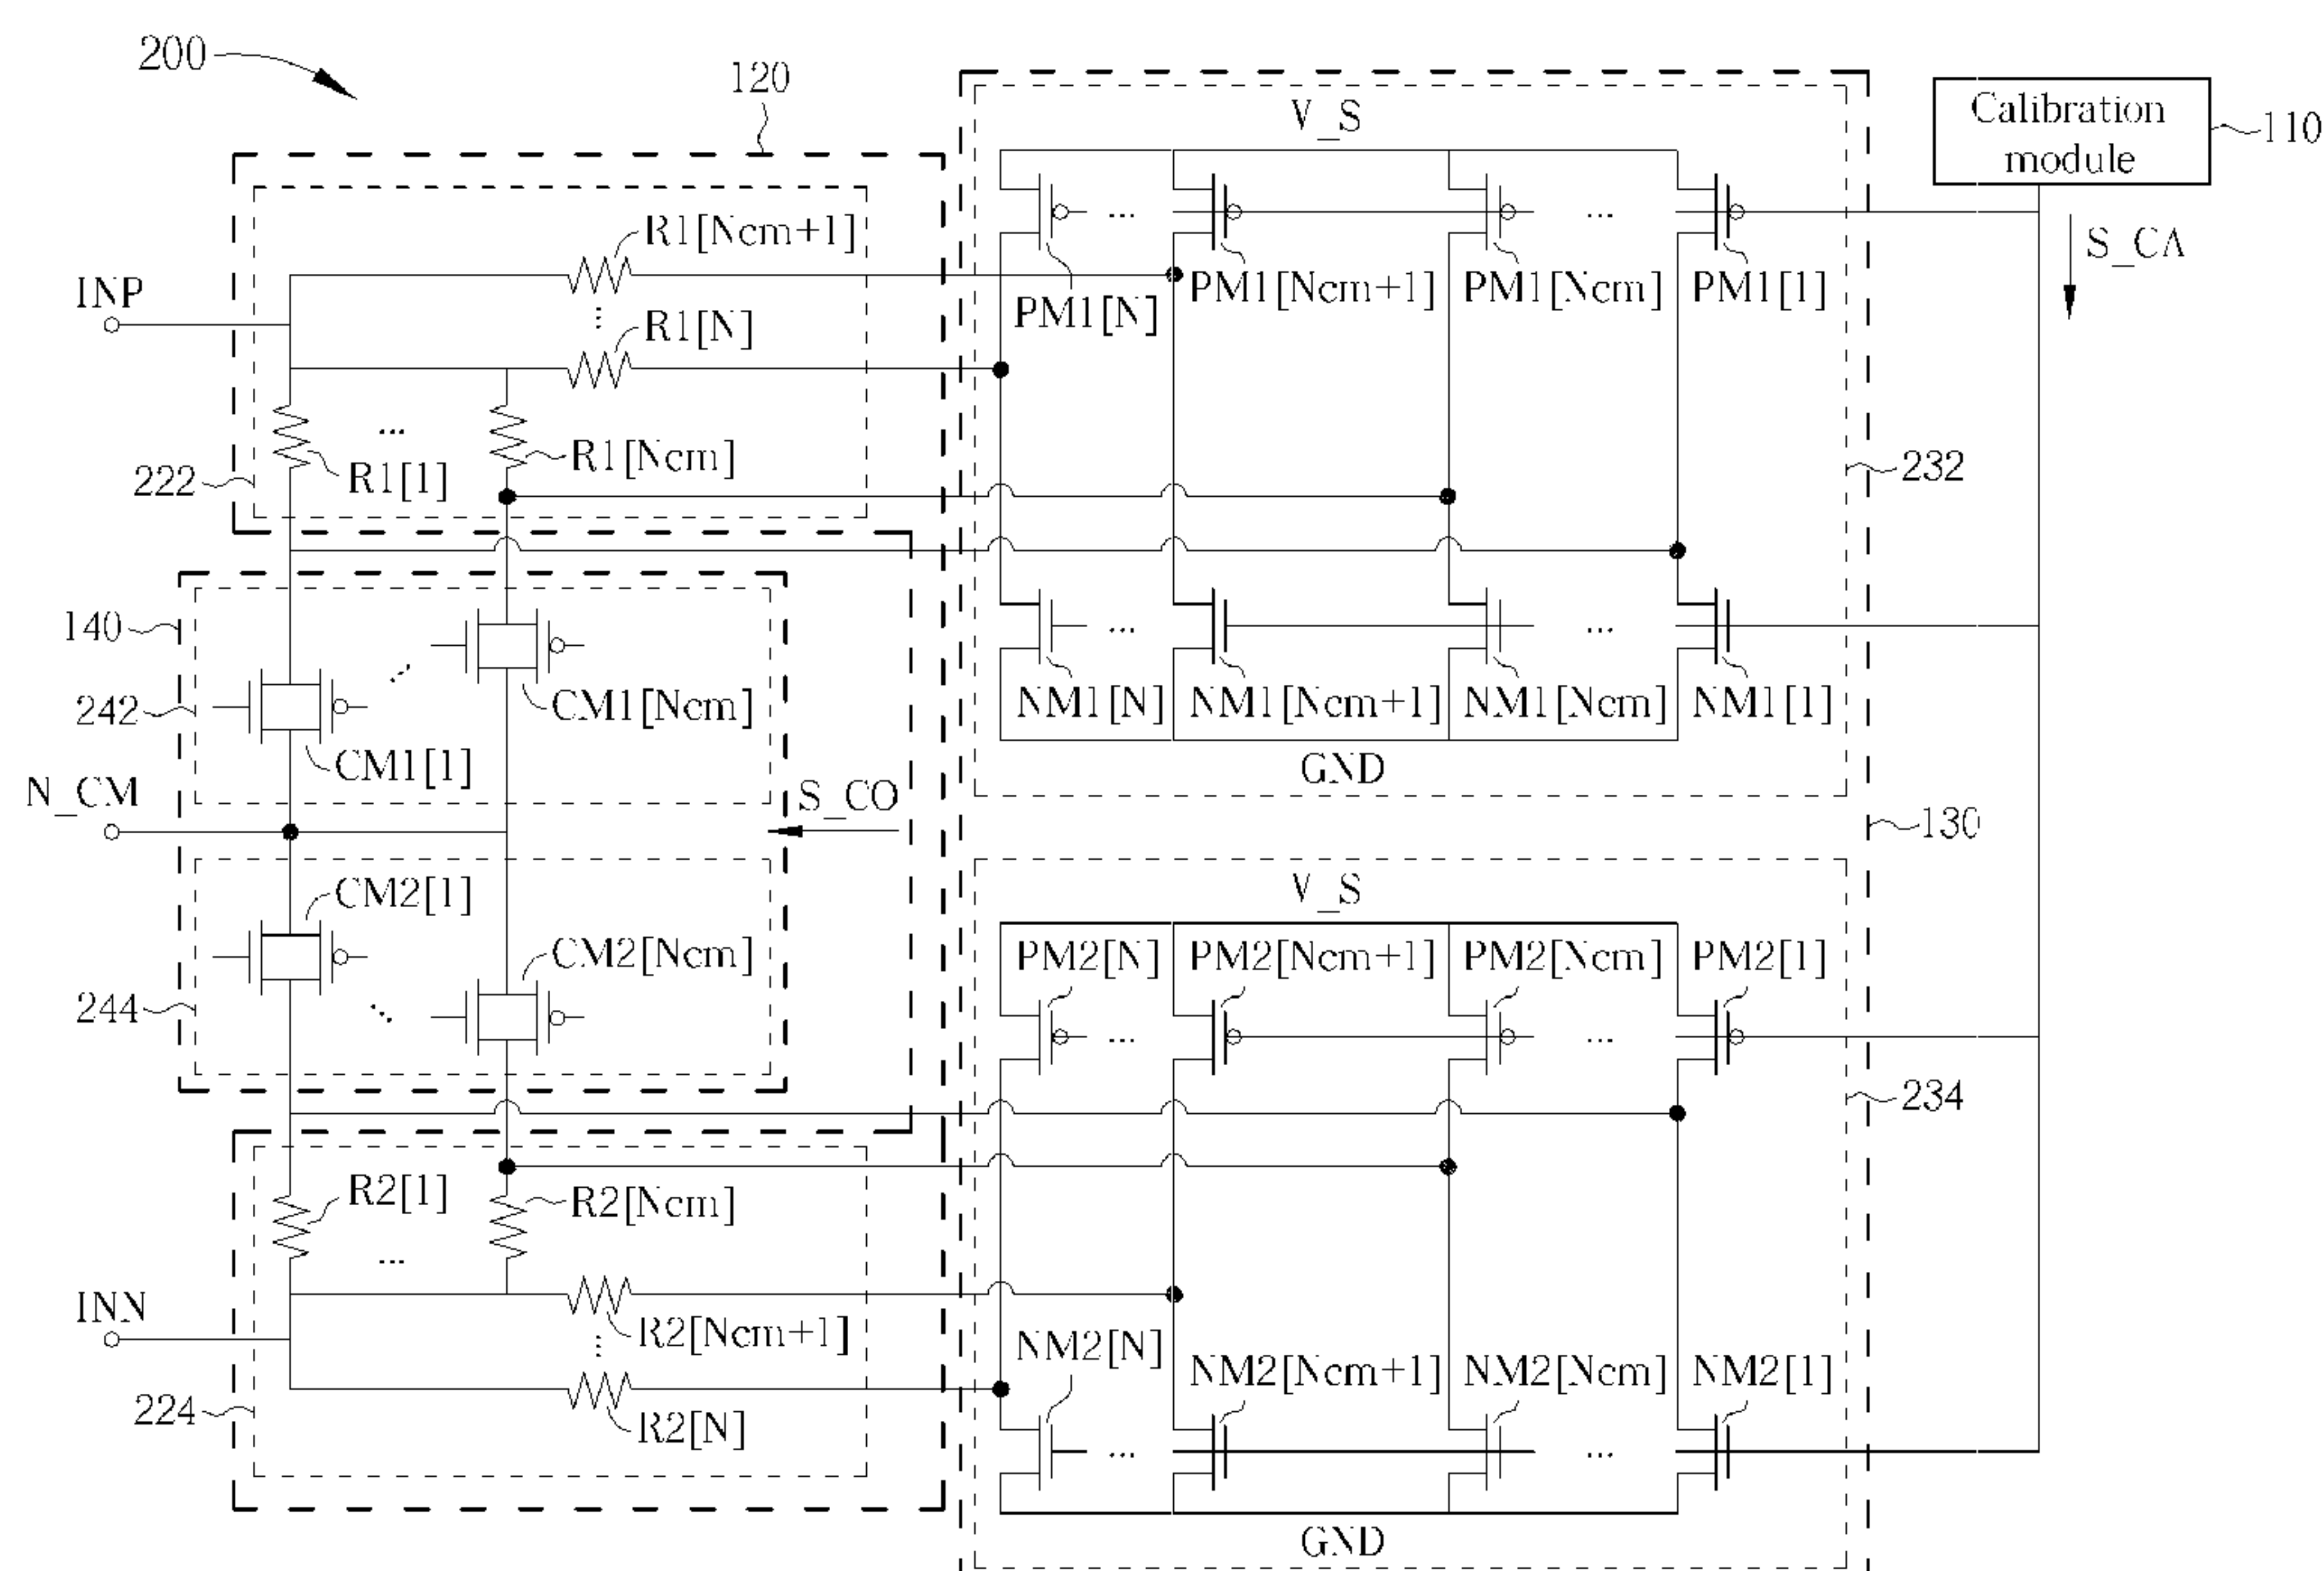 200
120
V_S
Calibration
module
110
S_CA
R1[Ncm+1]
INP
...
R1[N]
PM1[N]
...
PM1[Ncm+1]
PM1[Ncm]
...
PM1[1]
...
R1[1]
R1[Ncm]
222
232
140
242
CM1[1]
...
CM1[Ncm]
NM1[N]
...
NM1[Ncm+1]
NM1[Ncm]
...
NM1[1]
GND
N_CM
S_CO
130
V_S
CM2[1]
CM2[Ncm]
244
...
PM2[N]
PM2[Ncm+1]
PM2[Ncm]
PM2[1]
...
...
234
R2[1]
R2[Ncm]
...
INN
R2[Ncm+1]
...
R2[N]
224
NM2[N]
NM2[Ncm+1]
NM2[Ncm]
NM2[1]
...
...
GND